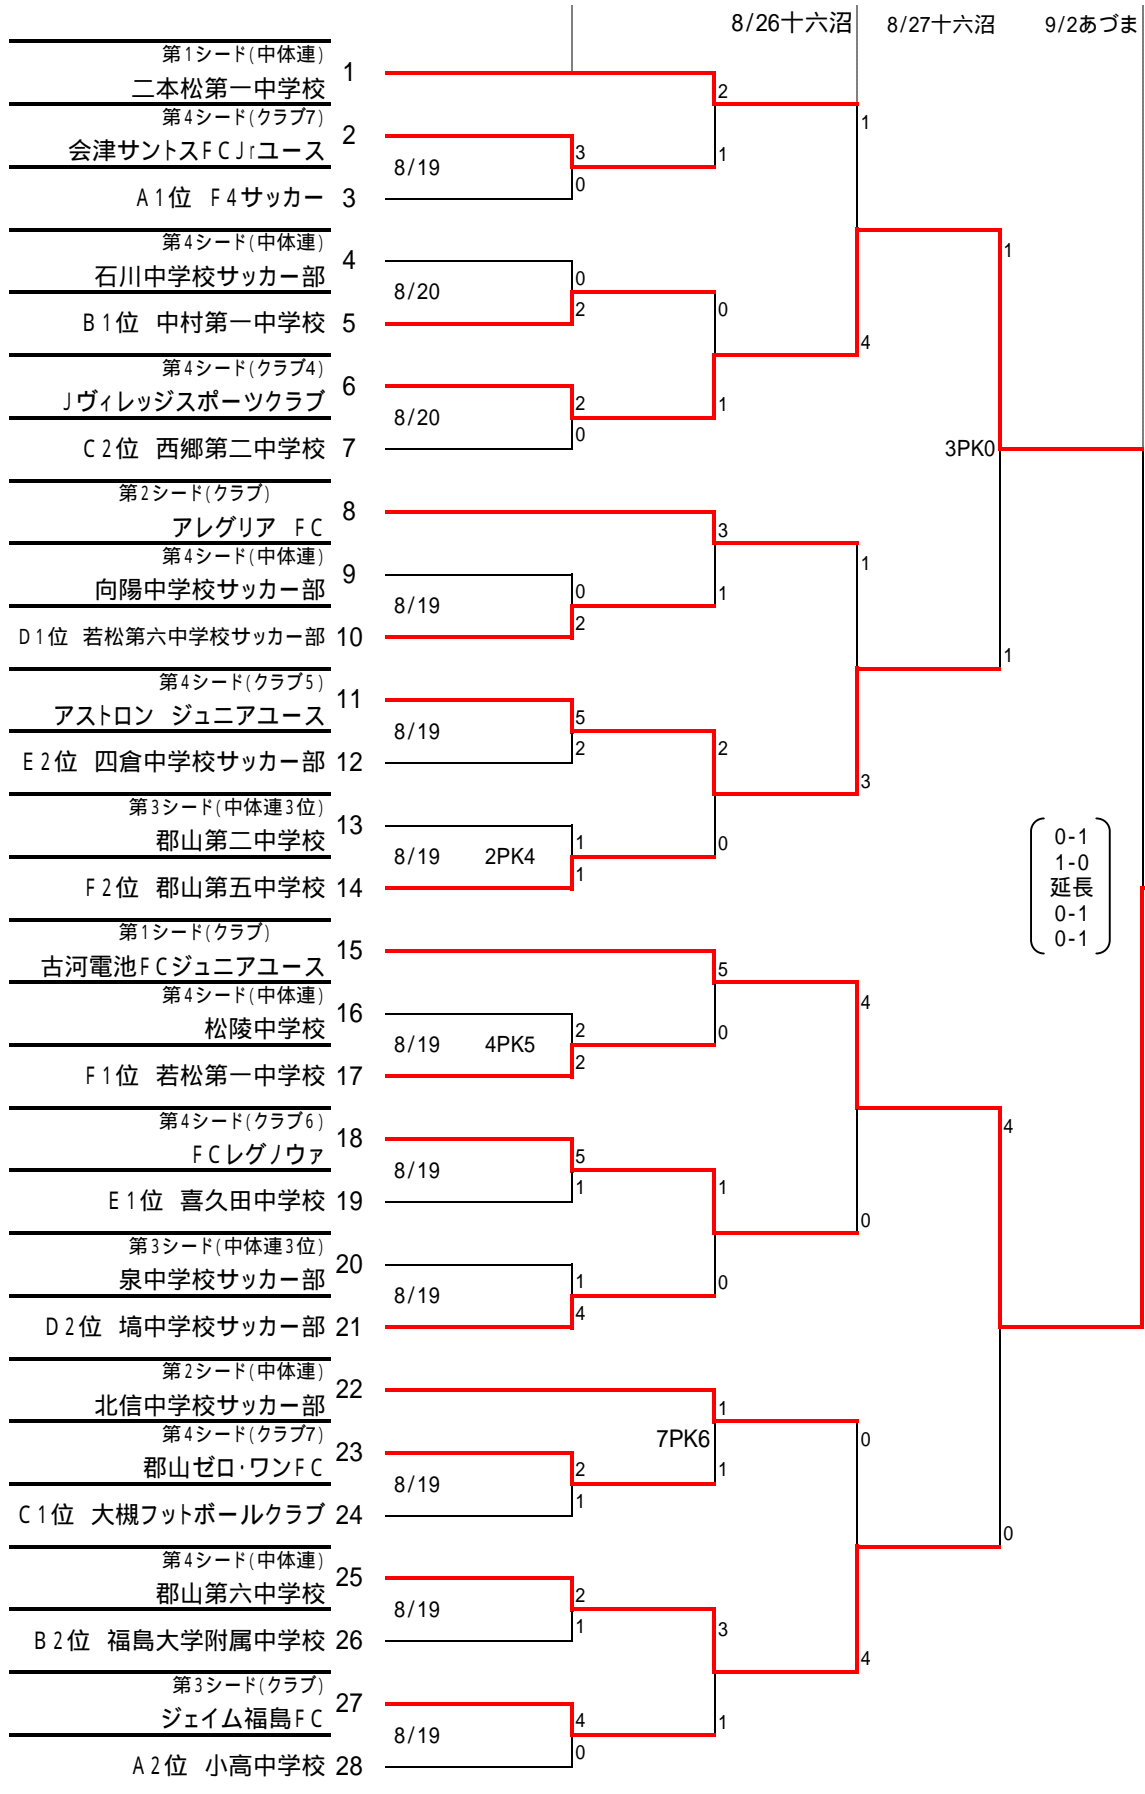 8/26十六沼 8/27十六沼 9/2あづま
第1シード(中体連)
二本松第一中学校 1
2
第4シード(クラブ7)
会津サントスFCJrユース 2
1
8/19 3 1
0
A1位 F4サッカー 3
第4シード(中体連)
石川中学校サッカー部 4
1
0
8/20
2 0
B1位 中村第一中学校 5
4
第4シード(クラブ4)
Jヴィレッジスポーツクラブ 6
2 1
8/20
0
C2位 西郷第二中学校 7
3PK0
第2シード(クラブ)
アレグリア FC 8
3
第4シード(中体連)
向陽中学校サッカー部 9
1
0 1
8/19
2
D1位 若松第六中学校サッカー部 10
1
第4シード(クラブ5)
アストロン ジュニアユース 11
5
8/19
2 2
E2位 四倉中学校サッカー部 12
3
第3シード(中体連3位)
郡山第二中学校 13
1 0
8/19 2PK4
1
F2位 郡山第五中学校 14
0-1
1-0
延長
0-1
0-1
第1シード(クラブ)
古河電池FCジュニアユース 15
5
第4シード(中体連)
松陵中学校 16
4
2 0
8/19 4PK5
2
F1位 若松第一中学校 17
第4シード(クラブ6)
FCレグノウァ 18
4
5
8/19
1 1
E1位 喜久田中学校 19
0
第3シード(中体連3位)
泉中学校サッカー部 20
1 0
8/19
4
D2位 塙中学校サッカー部 21
第2シード(中体連)
北信中学校サッカー部 22
1
第4シード(クラブ7)
郡山ゼロ・ワンFC 23
7PK6 0
2 1
8/19
1
C1位 大槻フットボールクラブ 24
0
第4シード(中体連)
郡山第六中学校 25
2
8/19
1 3
B2位 福島大学附属中学校 26
4
第3シード(クラブ)
ジェイム福島FC 27
4 1
8/19
0
A2位 小高中学校 28